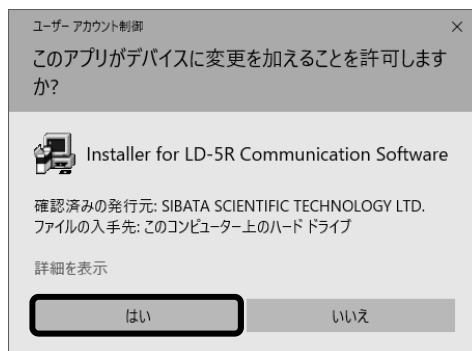 ユーザー アカウント制御
このアプリがデバイスに変更を加えることを許可します
か?
Installer for LD-5R Communication Software
確認済みの発行元: SIBATA SCIENTIFIC TECHNOLOGY LTD.
ファイルの入手先: このコンピューター上のハード ドライブ
詳細を表示
はい
いいえ